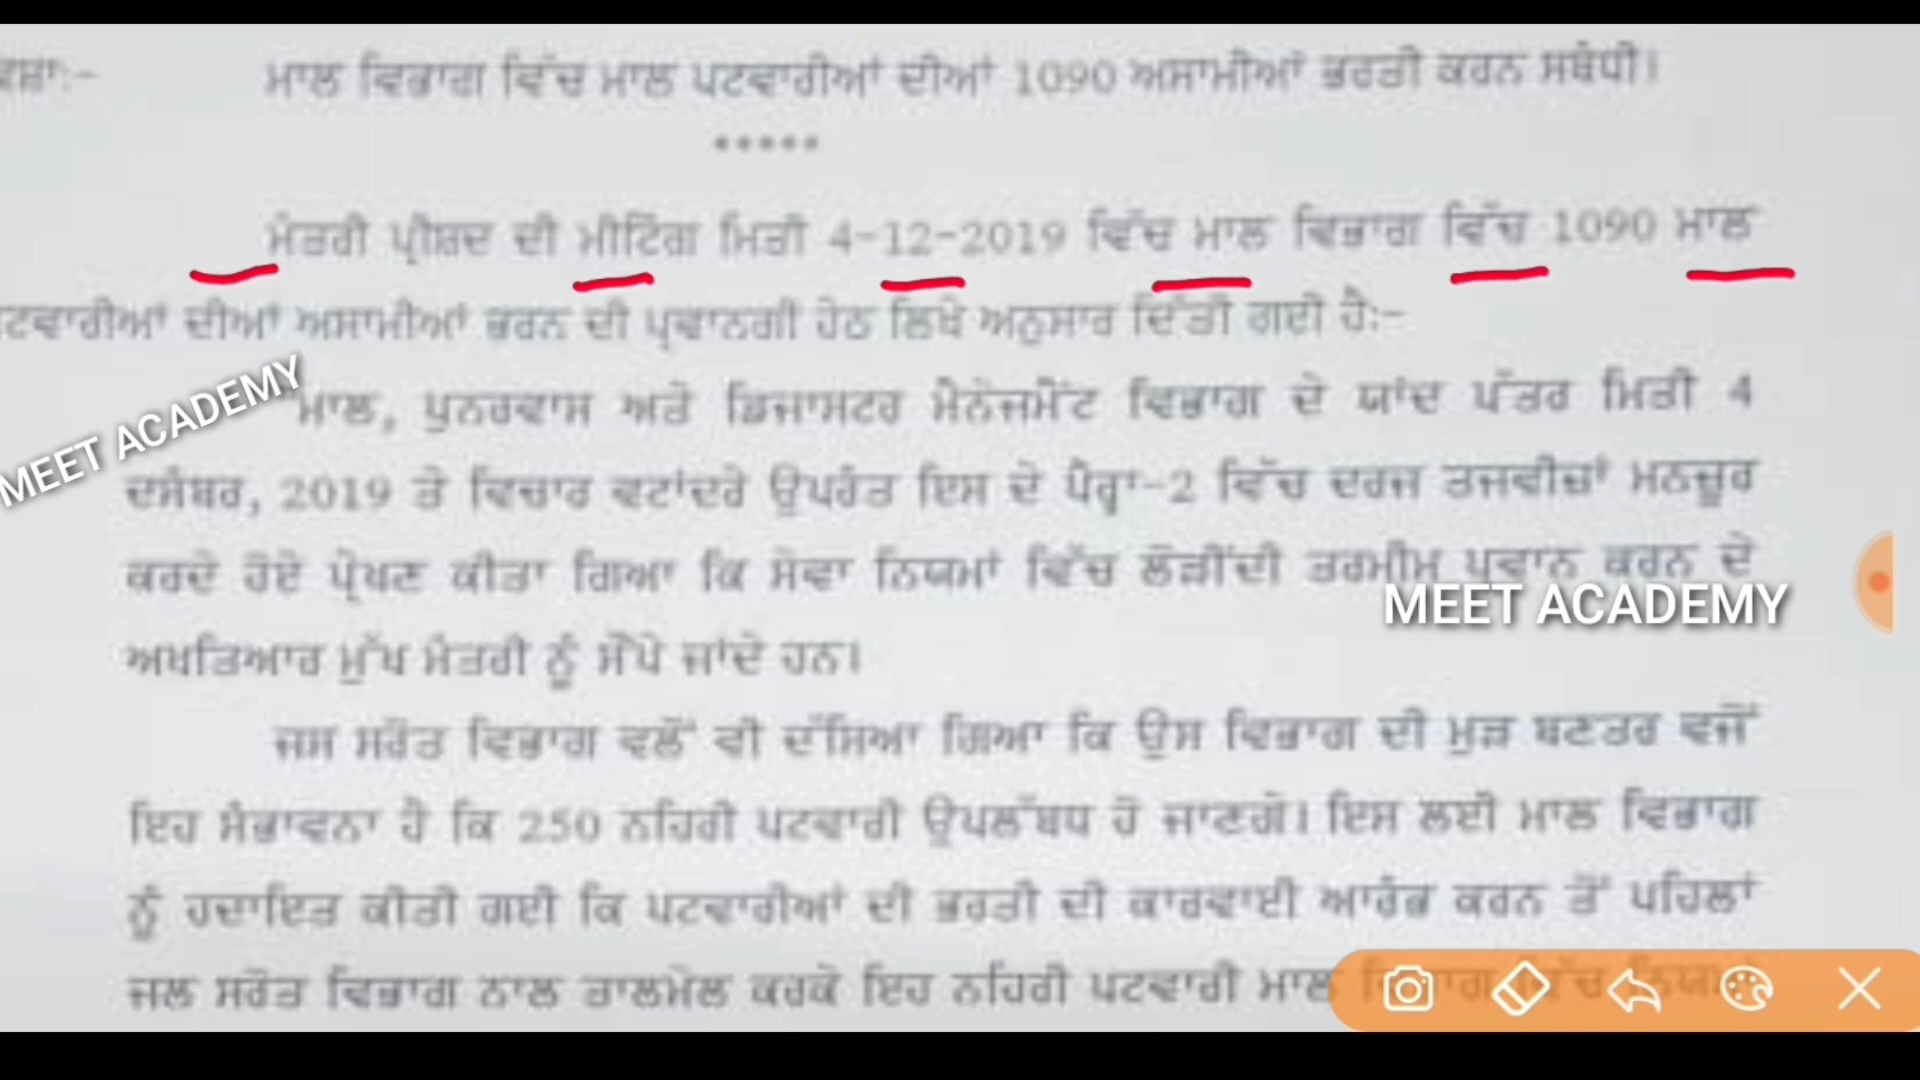 ਵਿਸ਼ਾ:- ਮਾਲ ਵਿਭਾਗ ਵਿੱਚ ਮਾਲ ਪਟਵਾਰੀਆਂ ਦੀਆਂ 1090 ਅਸਾਮੀਆਂ ਭਰਤੀ ਕਰਨ ਸਬੰਧੀ।
*****
ਮੰਤਰੀ ਪ੍ਰੀਸ਼ਦ ਦੀ ਮੀਟਿੰਗ ਮਿਤੀ 4-12-2019 ਵਿੱਚ ਮਾਲ ਵਿਭਾਗ ਵਿੱਚ 1090 ਮਾਲ
ਪਟਵਾਰੀਆਂ ਦੀਆਂ ਅਸਾਮੀਆਂ ਭਰਨ ਦੀ ਪ੍ਰਵਾਨਗੀ ਹੇਠ ਲਿਖੇ ਅਨੁਸਾਰ ਦਿੱਤੀ ਗਈ ਹੈ:-
"ਮਾਲ, ਪੁਨਰਵਾਸ ਅਤੇ ਡਿਜਾਸਟਰ ਮੈਨੇਜਮੈਂਟ ਵਿਭਾਗ ਦੇ ਯਾਦ ਪੱਤਰ ਮਿਤੀ 4
ਦਸੰਬਰ, 2019 ਤੇ ਵਿਚਾਰ ਵਟਾਂਦਰੇ ਉਪਰੰਤ ਇਸ ਦੇ ਪੈਰ੍ਹਾ-2 ਵਿੱਚ ਦਰਜ ਤਜਵੀਜ਼ਾਂ ਮਨਜ਼ੂਰ
ਕਰਦੇ ਹੋਏ ਪ੍ਰੇਖਣ ਕੀਤਾ ਗਿਆ ਕਿ ਸੇਵਾ ਨਿਯਮਾਂ ਵਿੱਚ ਲੋੜੀਂਦੀ ਤਰਮੀਮ ਪ੍ਰਵਾਨ ਕਰਨ ਦੇ
ਅਖਤਿਆਰ ਮੁੱਖ ਮੰਤਰੀ ਨੂੰ ਸੌਂਪੇ ਜਾਂਦੇ ਹਨ।
ਜਲ ਸਰੋਤ ਵਿਭਾਗ ਵਲੋਂ ਵੀ ਦੱਸਿਆ ਗਿਆ ਕਿ ਉਸ ਵਿਭਾਗ ਦੀ ਮੁੜ ਬਣਤਰ ਵਜੋਂ
ਇਹ ਸੰਭਾਵਨਾ ਹੈ ਕਿ 250 ਨਹਿਰੀ ਪਟਵਾਰੀ ਉਪਲੱਬਧ ਹੋ ਜਾਣਗੇ। ਇਸ ਲਈ ਮਾਲ ਵਿਭਾਗ
ਨੂੰ ਹਦਾਇਤ ਕੀਤੀ ਗਈ ਕਿ ਪਟਵਾਰੀਆਂ ਦੀ ਭਰਤੀ ਦੀ ਕਾਰਵਾਈ ਆਰੰਭ ਕਰਨ ਤੋਂ ਪਹਿਲਾਂ
ਜਲ ਸਰੋਤ ਵਿਭਾਗ ਨਾਲ ਤਾਲਮੇਲ ਕਰਕੇ ਇਹ ਨਹਿਰੀ ਪਟਵਾਰੀ ਮਾਲ ਵਿਭਾਗ ਵਿੱਚ
MEET ACADEMY
MEET ACADEMY